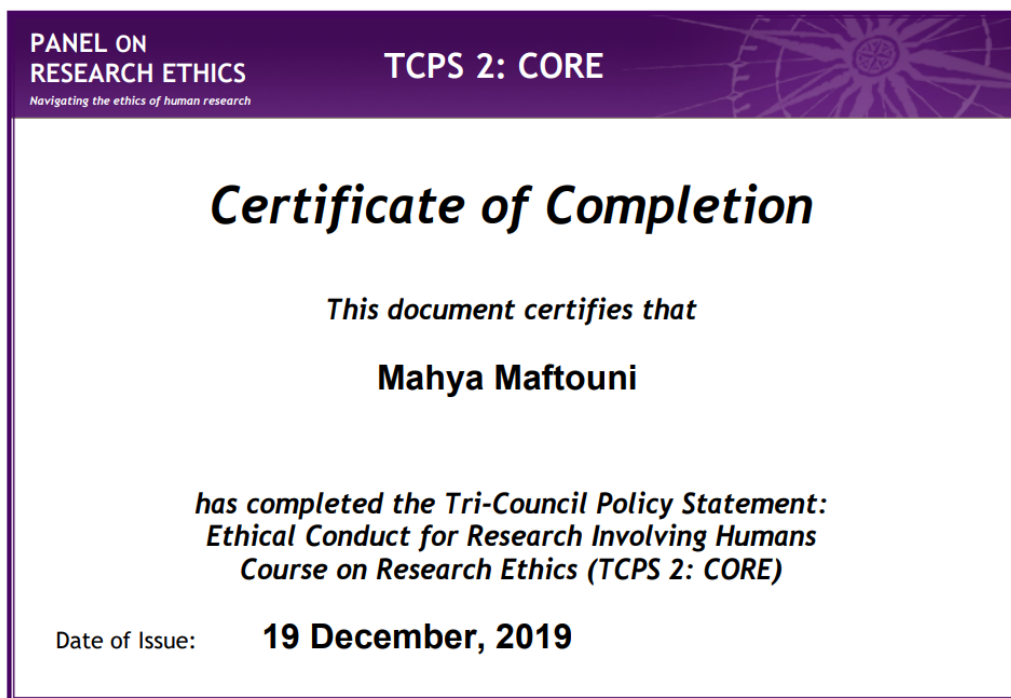 PANEL ON
RESEARCH ETHICS
Navigating the ethics of human research
TCPS 2: CORE
Certificate of Completion
This document certifies that
Mahya Maftouni
has completed the Tri-Council Policy Statement:
Ethical Conduct for Research Involving Humans
Course on Research Ethics (TCPS 2: CORE)
Date of Issue: 19 December, 2019